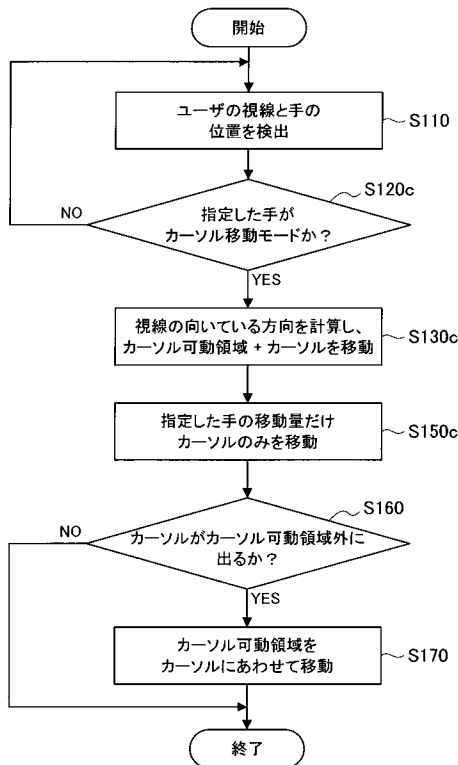 開始
ユーザの視線と手の
位置を検出
S110
S120c
指定した手が
カーソル移動モードか？
NO
YES
視線の向いている方向を計算し、
カーソル可動領域 + カーソルを移動
S130c
指定した手の移動量だけ
カーソルのみを移動
S150c
S160
カーソルがカーソル可動領域外に
出るか？
NO
YES
カーソル可動領域を
カーソルにあわせて移動
S170
終了